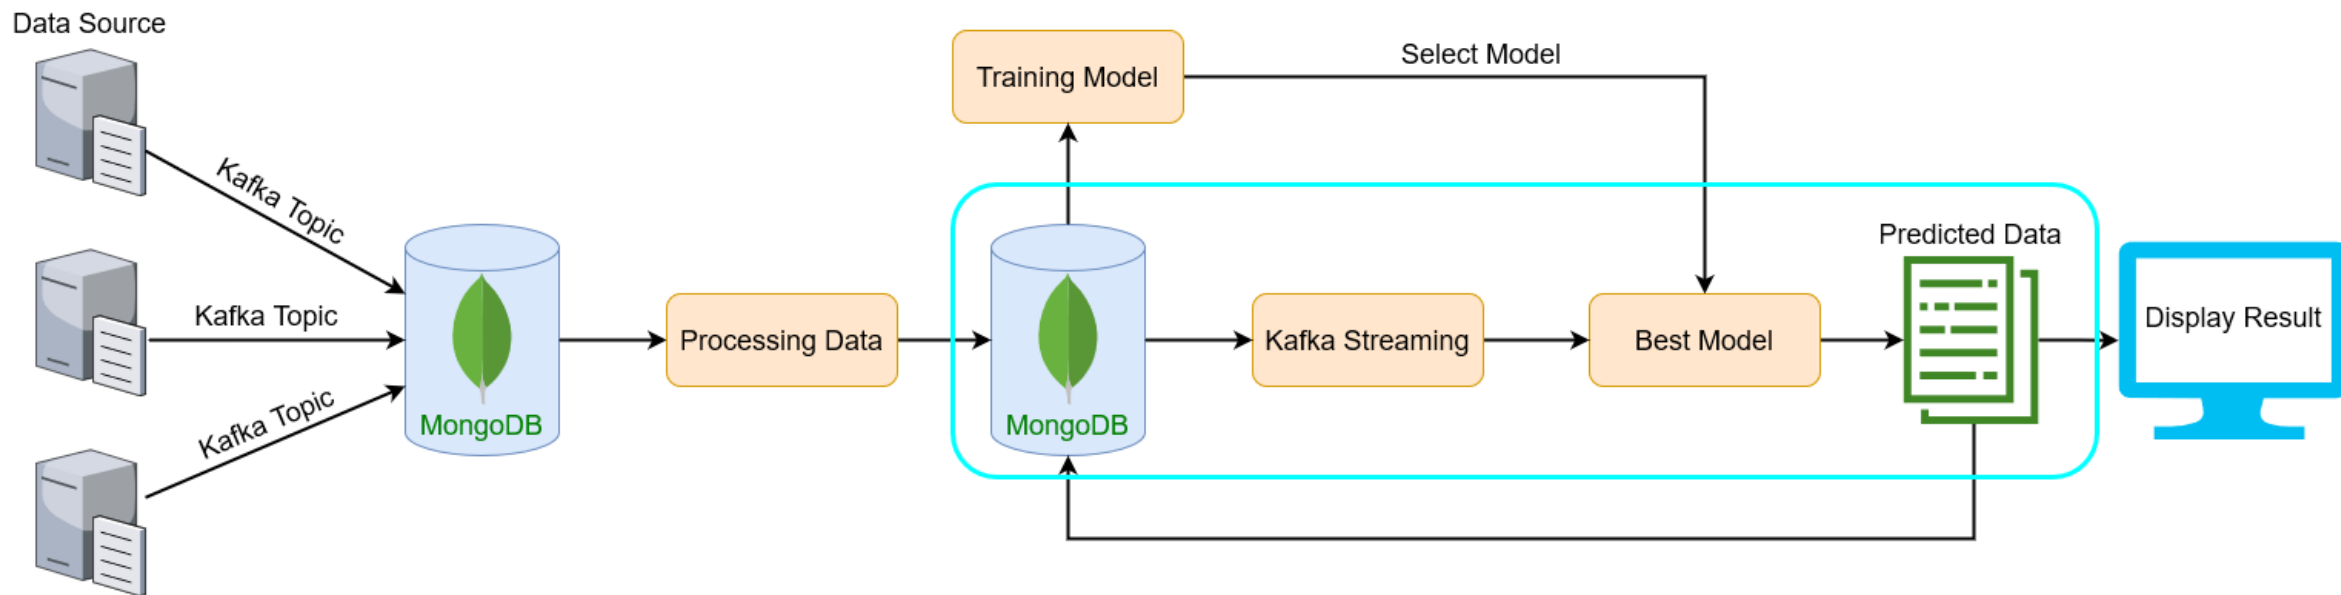 Data Source
Kafka Topic
Kafka Topic
Kafka Topic
MongoDB
Processing Data
Training Model
Select Model
MongoDB
Kafka Streaming
Best Model
Predicted Data
Display Result